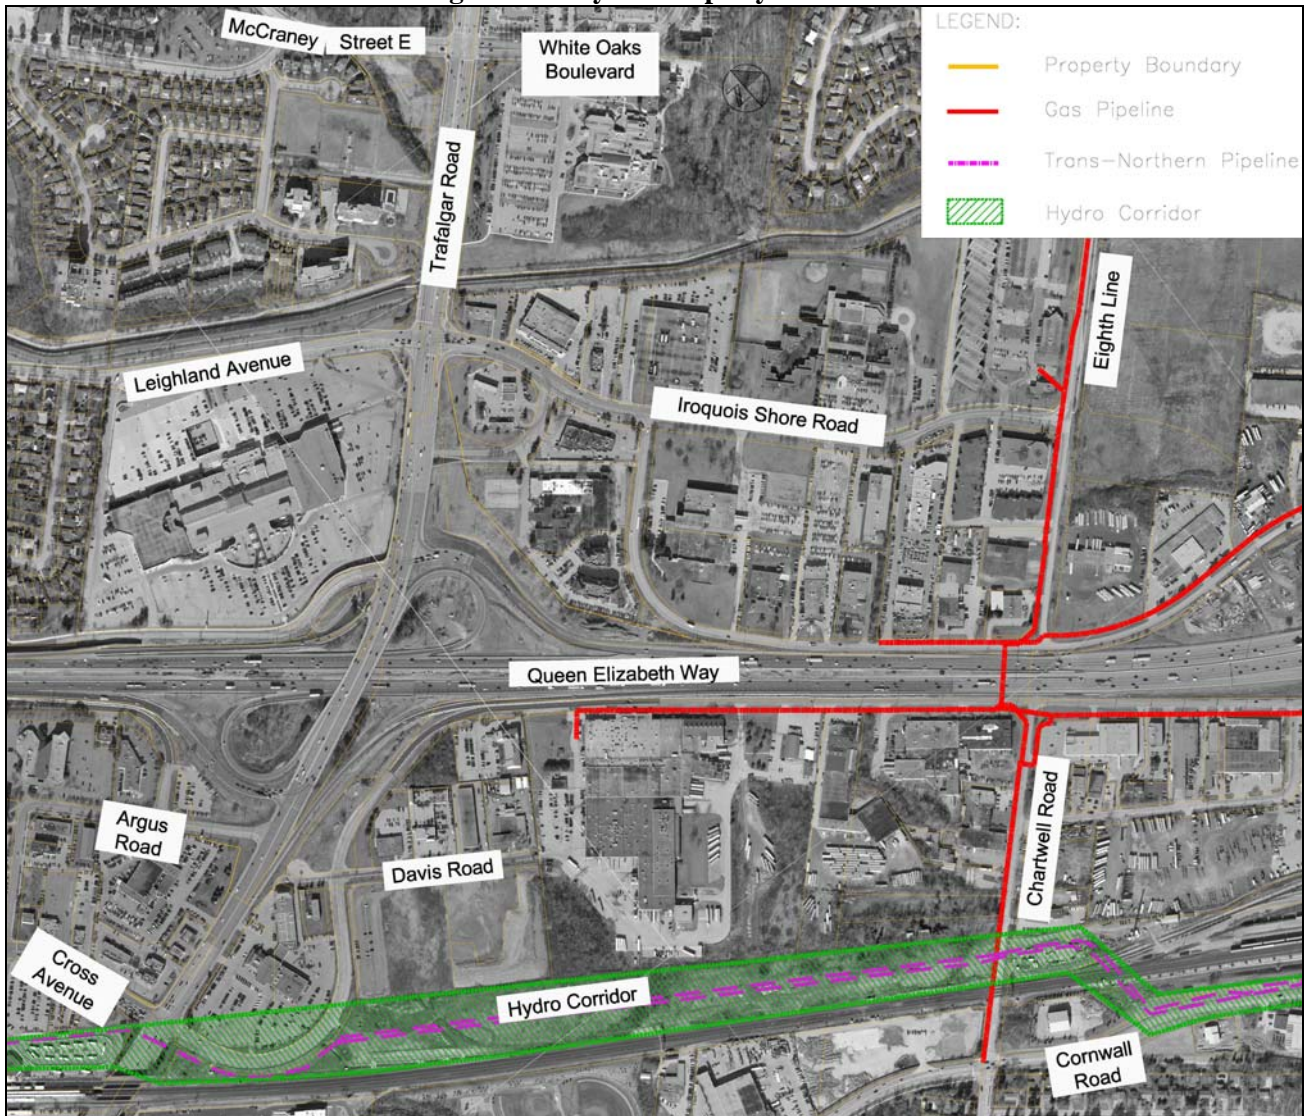 McCraney Street E
White Oaks
Boulevard
LEGEND:
Property Boundary
Gas Pipeline
Trans-Northern Pipeline
Hydro Corridor
Trafalgar Road
Eighth Line
Leighland Avenue
Iroquois Shore Road
Queen Elizabeth Way
Argus
Road
Davis Road
Chartwell Road
Cross
Avenue
Hydro Corridor
Cornwall
Road